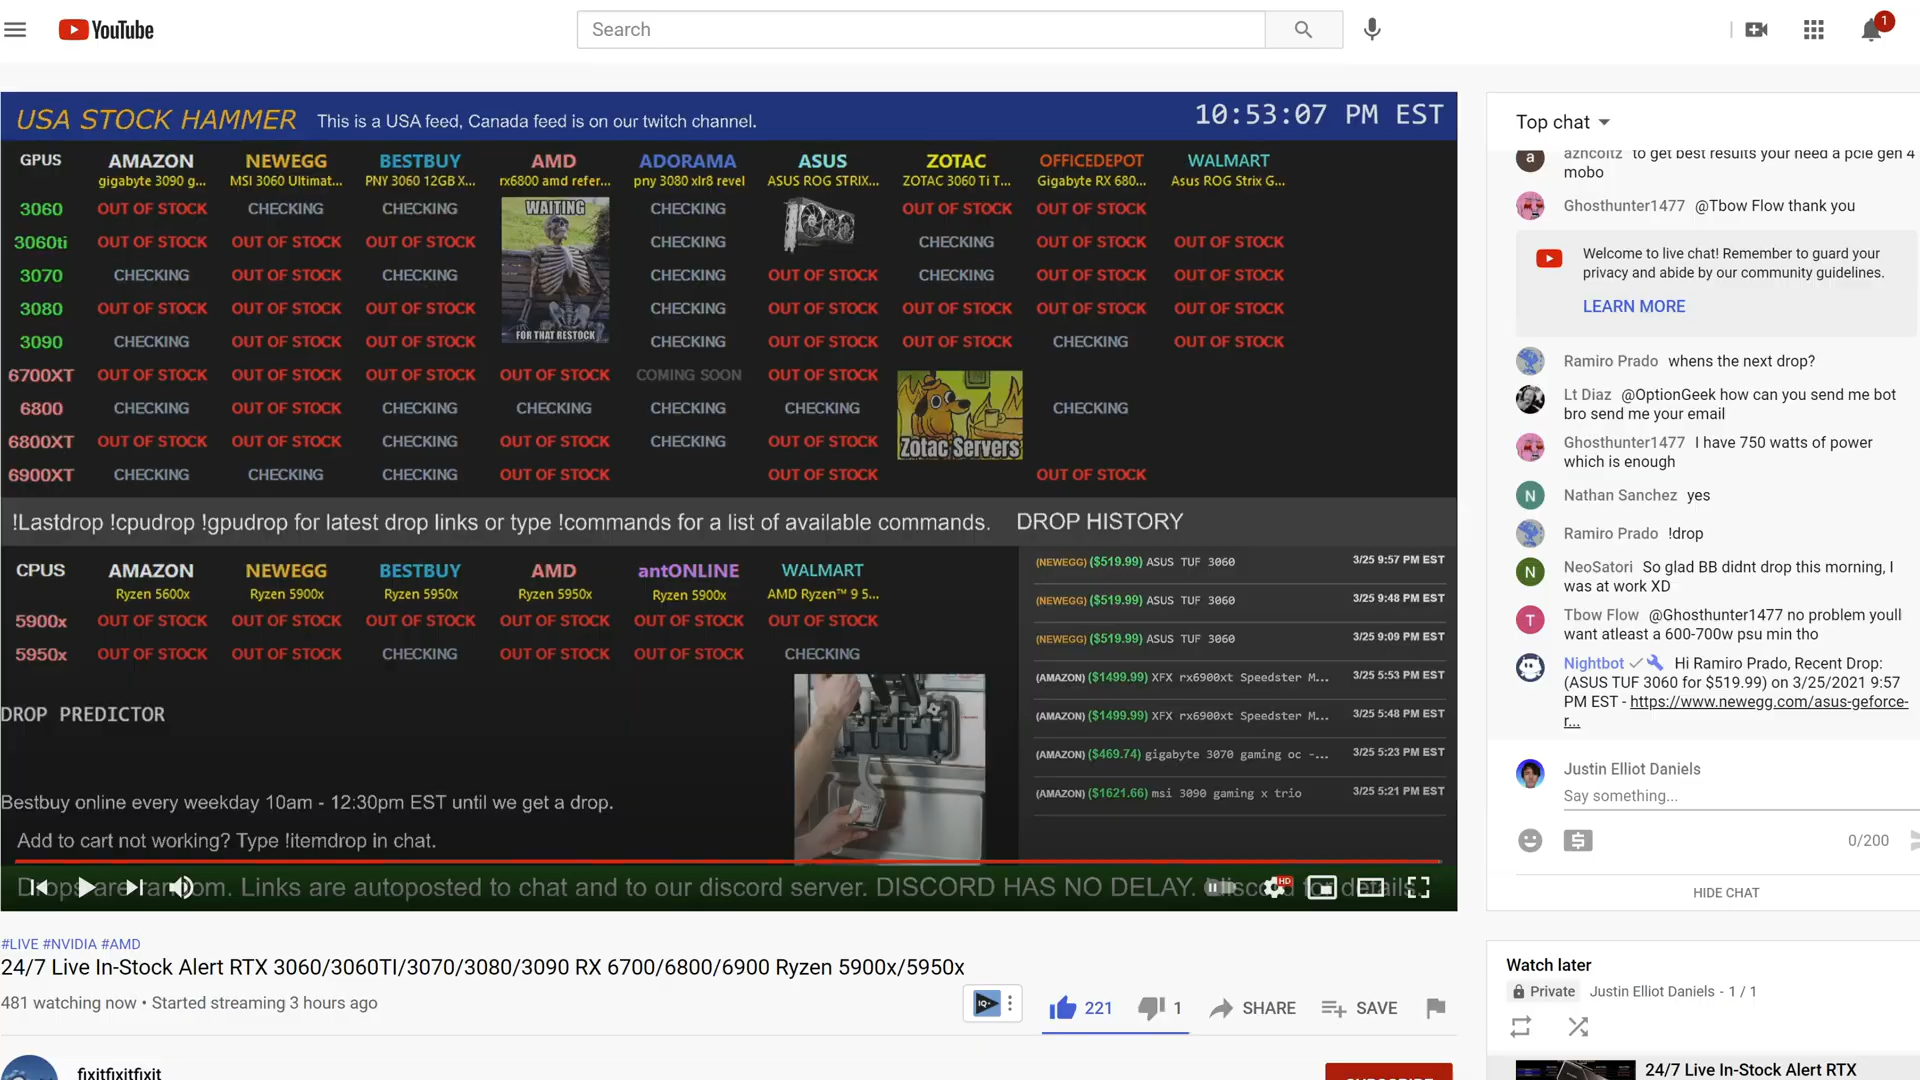 YouTube
Search
1
USA STOCK HAMMER This is a USA feed, Canada feed is on our twitch channel. 10:53:07 PM EST
GPUS AMAZON NEWEGG BESTBUY AMD ADORAMA ASUS ZOTAC OFFICEDEPOT WALMART
gigabyte 3090 g... MSI 3060 Ultimat... PNY 3060 12GB X... rx6800 amd refer... pny 3080 xlr8 revel ASUS ROG STRIX... ZOTAC 3060 Ti T... Gigabyte RX 680... Asus ROG Strix G...
3060 OUT OF STOCK CHECKING CHECKING CHECKING OUT OF STOCK OUT OF STOCK
3060ti OUT OF STOCK OUT OF STOCK OUT OF STOCK CHECKING CHECKING OUT OF STOCK OUT OF STOCK
3070 CHECKING OUT OF STOCK OUT OF STOCK CHECKING OUT OF STOCK CHECKING OUT OF STOCK OUT OF STOCK
3080 OUT OF STOCK OUT OF STOCK OUT OF STOCK CHECKING OUT OF STOCK OUT OF STOCK OUT OF STOCK OUT OF STOCK
3090 CHECKING OUT OF STOCK OUT OF STOCK CHECKING OUT OF STOCK OUT OF STOCK CHECKING OUT OF STOCK
WAITING
FOR THAT RESTOCK
6700XT OUT OF STOCK OUT OF STOCK OUT OF STOCK OUT OF STOCK COMING SOON OUT OF STOCK
6800 CHECKING OUT OF STOCK CHECKING CHECKING CHECKING CHECKING CHECKING
6800XT OUT OF STOCK OUT OF STOCK CHECKING OUT OF STOCK CHECKING OUT OF STOCK
Zotac Servers
6900XT CHECKING CHECKING CHECKING OUT OF STOCK OUT OF STOCK OUT OF STOCK
!Lastdrop !cpudrop !gpudrop for latest drop links or type !commands for a list of available commands. DROP HISTORY
CPUS AMAZON NEWEGG BESTBUY AMD antONLINE WALMART
Ryzen 5600x Ryzen 5900x Ryzen 5950x Ryzen 5950x Ryzen 5900x AMD Ryzen™ 9 5...
5900x OUT OF STOCK OUT OF STOCK OUT OF STOCK OUT OF STOCK OUT OF STOCK OUT OF STOCK
5950x OUT OF STOCK OUT OF STOCK CHECKING OUT OF STOCK OUT OF STOCK CHECKING
(NEWEGG) ($519.99) ASUS TUF 3060 3/25 9:57 PM EST
(NEWEGG) ($519.99) ASUS TUF 3060 3/25 9:48 PM EST
(NEWEGG) ($519.99) ASUS TUF 3060 3/25 9:09 PM EST
(AMAZON) ($1499.99) XFX rx6900xt Speedster M... 3/25 5:53 PM EST
(AMAZON) ($1499.99) XFX rx6900xt Speedster M... 3/25 5:48 PM EST
(AMAZON) ($469.74) gigabyte 3070 gaming oc -... 3/25 5:23 PM EST
(AMAZON) ($1621.66) msi 3090 gaming x trio 3/25 5:21 PM EST
DROP PREDICTOR
Bestbuy online every weekday 10am - 12:30pm EST until we get a drop.
Add to cart not working? Type !itemdrop in chat.
Drops are random. Links are autoposted to chat and to our discord server. DISCORD HAS NO DELAY. !discord for details.
HD
#LIVE #NVIDIA #AMD
24/7 Live In-Stock Alert RTX 3060/3060TI/3070/3080/3090 RX 6700/6800/6900 Ryzen 5900x/5950x
481 watching now • Started streaming 3 hours ago
IQ
221 1 SHARE SAVE
fixitfixitfixit
SUBSCRIBE
Top chat
a azncoltz to get best results your need a pcie gen 4
mobo
Ghosthunter1477 @Tbow Flow thank you
Welcome to live chat! Remember to guard your
privacy and abide by our community guidelines.
LEARN MORE
Ramiro Prado whens the next drop?
Lt Diaz @OptionGeek how can you send me bot
bro send me your email
Ghosthunter1477 I have 750 watts of power
which is enough
N Nathan Sanchez yes
Ramiro Prado !drop
N NeoSatori So glad BB didnt drop this morning, I
was at work XD
T Tbow Flow @Ghosthunter1477 no problem youll
want atleast a 600-700w psu min tho
Nightbot Hi Ramiro Prado, Recent Drop:
(ASUS TUF 3060 for $519.99) on 3/25/2021 9:57
PM EST - https://www.newegg.com/asus-geforce-
r...
Justin Elliot Daniels
Say something...
0/200
HIDE CHAT
Watch later
Private Justin Elliot Daniels - 1 / 1
24/7 Live In-Stock Alert RTX